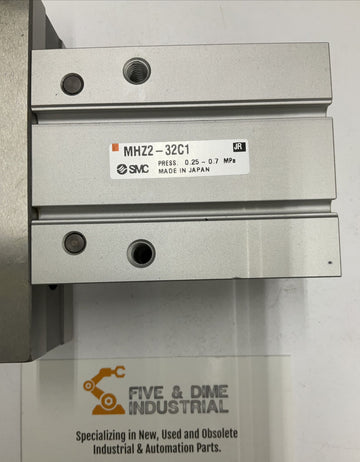 MHZ2-32C1 JR
SMC PRESS. 0.25 - 0.7 MPa
MADE IN JAPAN
FIVE & DIME
INDUSTRIAL
Specializing in New, Used and Obsolete
Industrial & Automation Parts.